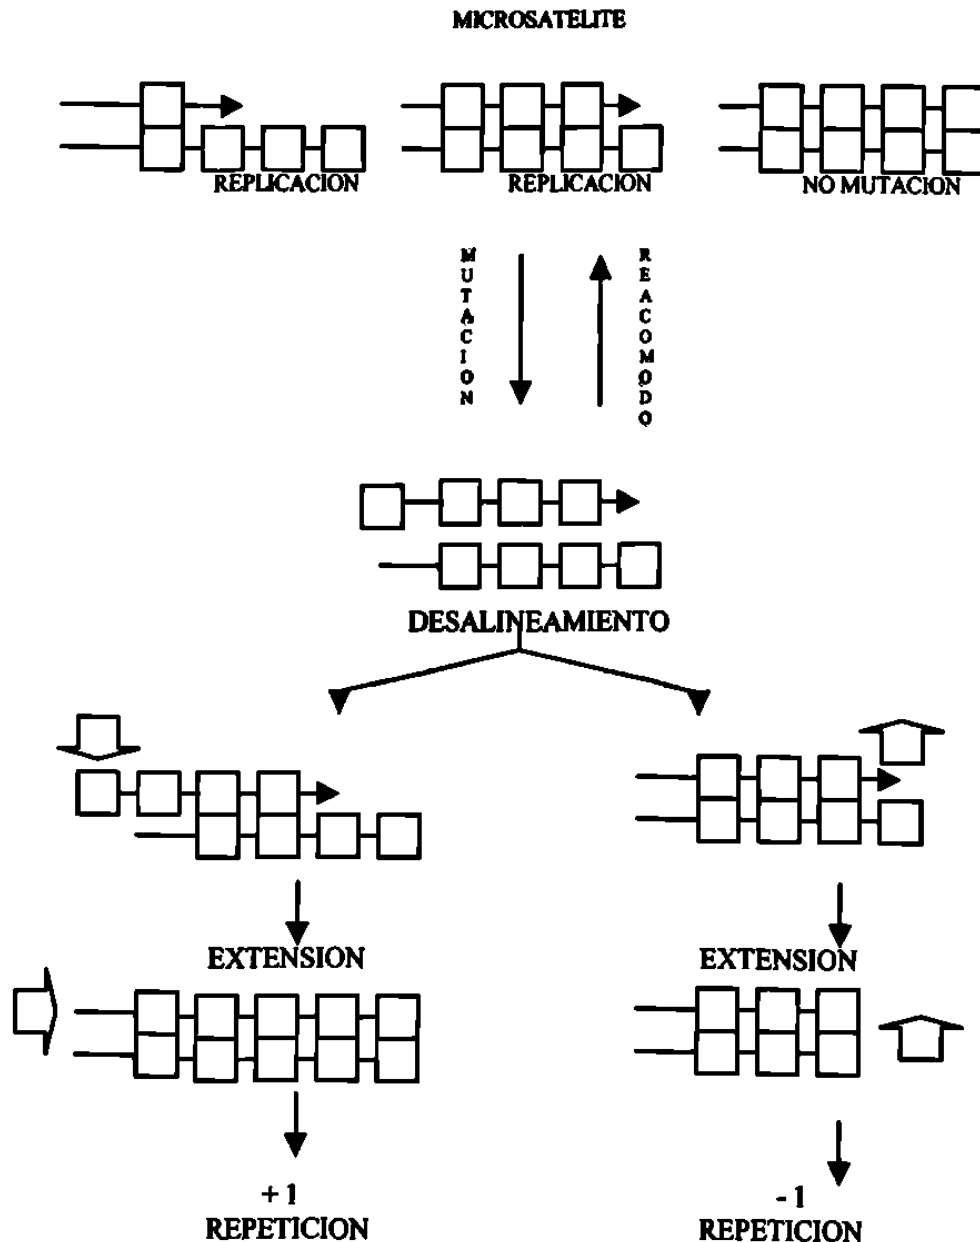 MICROSATELITE
REPLICACION
REPLICACION
NO MUTACION
MUTACION
REACOMODO
DESALINEAMIENTO
EXTENSION
EXTENSION
+ 1
REPETICION
- 1
REPETICION